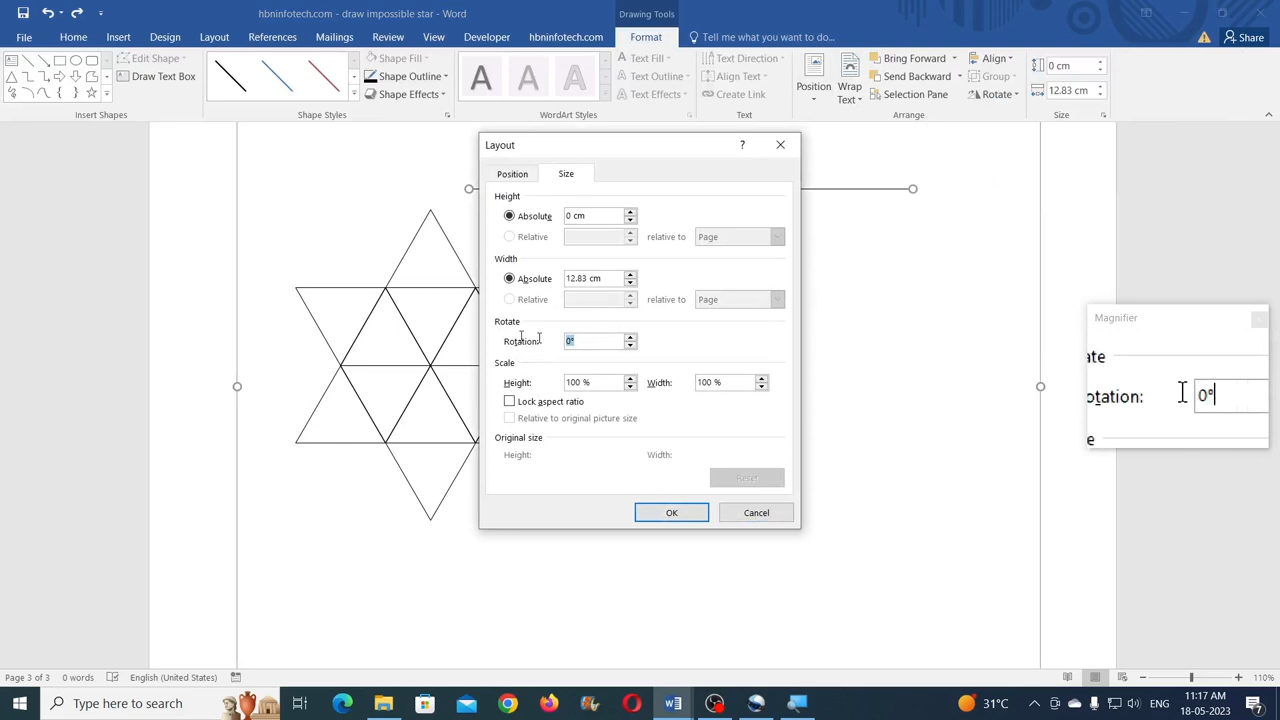 hbninfotech.com - draw impossible star - Word
Drawing Tools
File Home Insert Design Layout References Mailings Review View Developer hbninfotech Format Tell me what you want to do... Share
Edit Shape
Draw Text Box
Insert Shapes
Shape Fill
Shape Outline
Shape Effects
Shape Styles
A A A
Text Fill
Text Outline
Text Effects
WordArt Styles
Text Direction
Align Text
Create Link
Text
Position
Wrap
Text
Bring Forward
Send Backward
Selection Pane
Align
Group
Rotate
Arrange
0 cm
12.83 cm
Size
Layout ?
Position Size
Height
Absolute 0 cm
Relative relative to Page
Width
Absolute 12.83 cm
Relative relative to Page
Rotate
Rotation: 0°
Scale
Height: 100 % Width: 100 %
Lock aspect ratio
Relative to original picture size
Original size
Height: Width:
Reset
OK Cancel
Magnifier
ate
otation: 0°
e
Page 3 of 3 0 words English (United States) 110%
Type here to search
31°C ENG 11:17 AM
18-05-2023